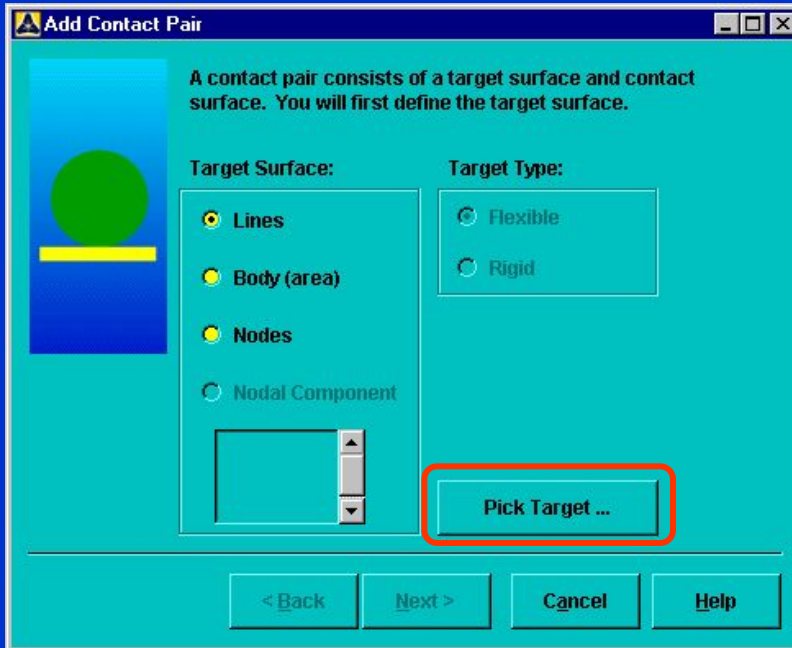 Add Contact Pair
A contact pair consists of a target surface and contact
surface. You will first define the target surface.
Target Surface:
Target Type:
Lines
Flexible
Body (area)
Rigid
Nodes
Nodal Component
Pick Target ...
< Back
Next >
Cancel
Help